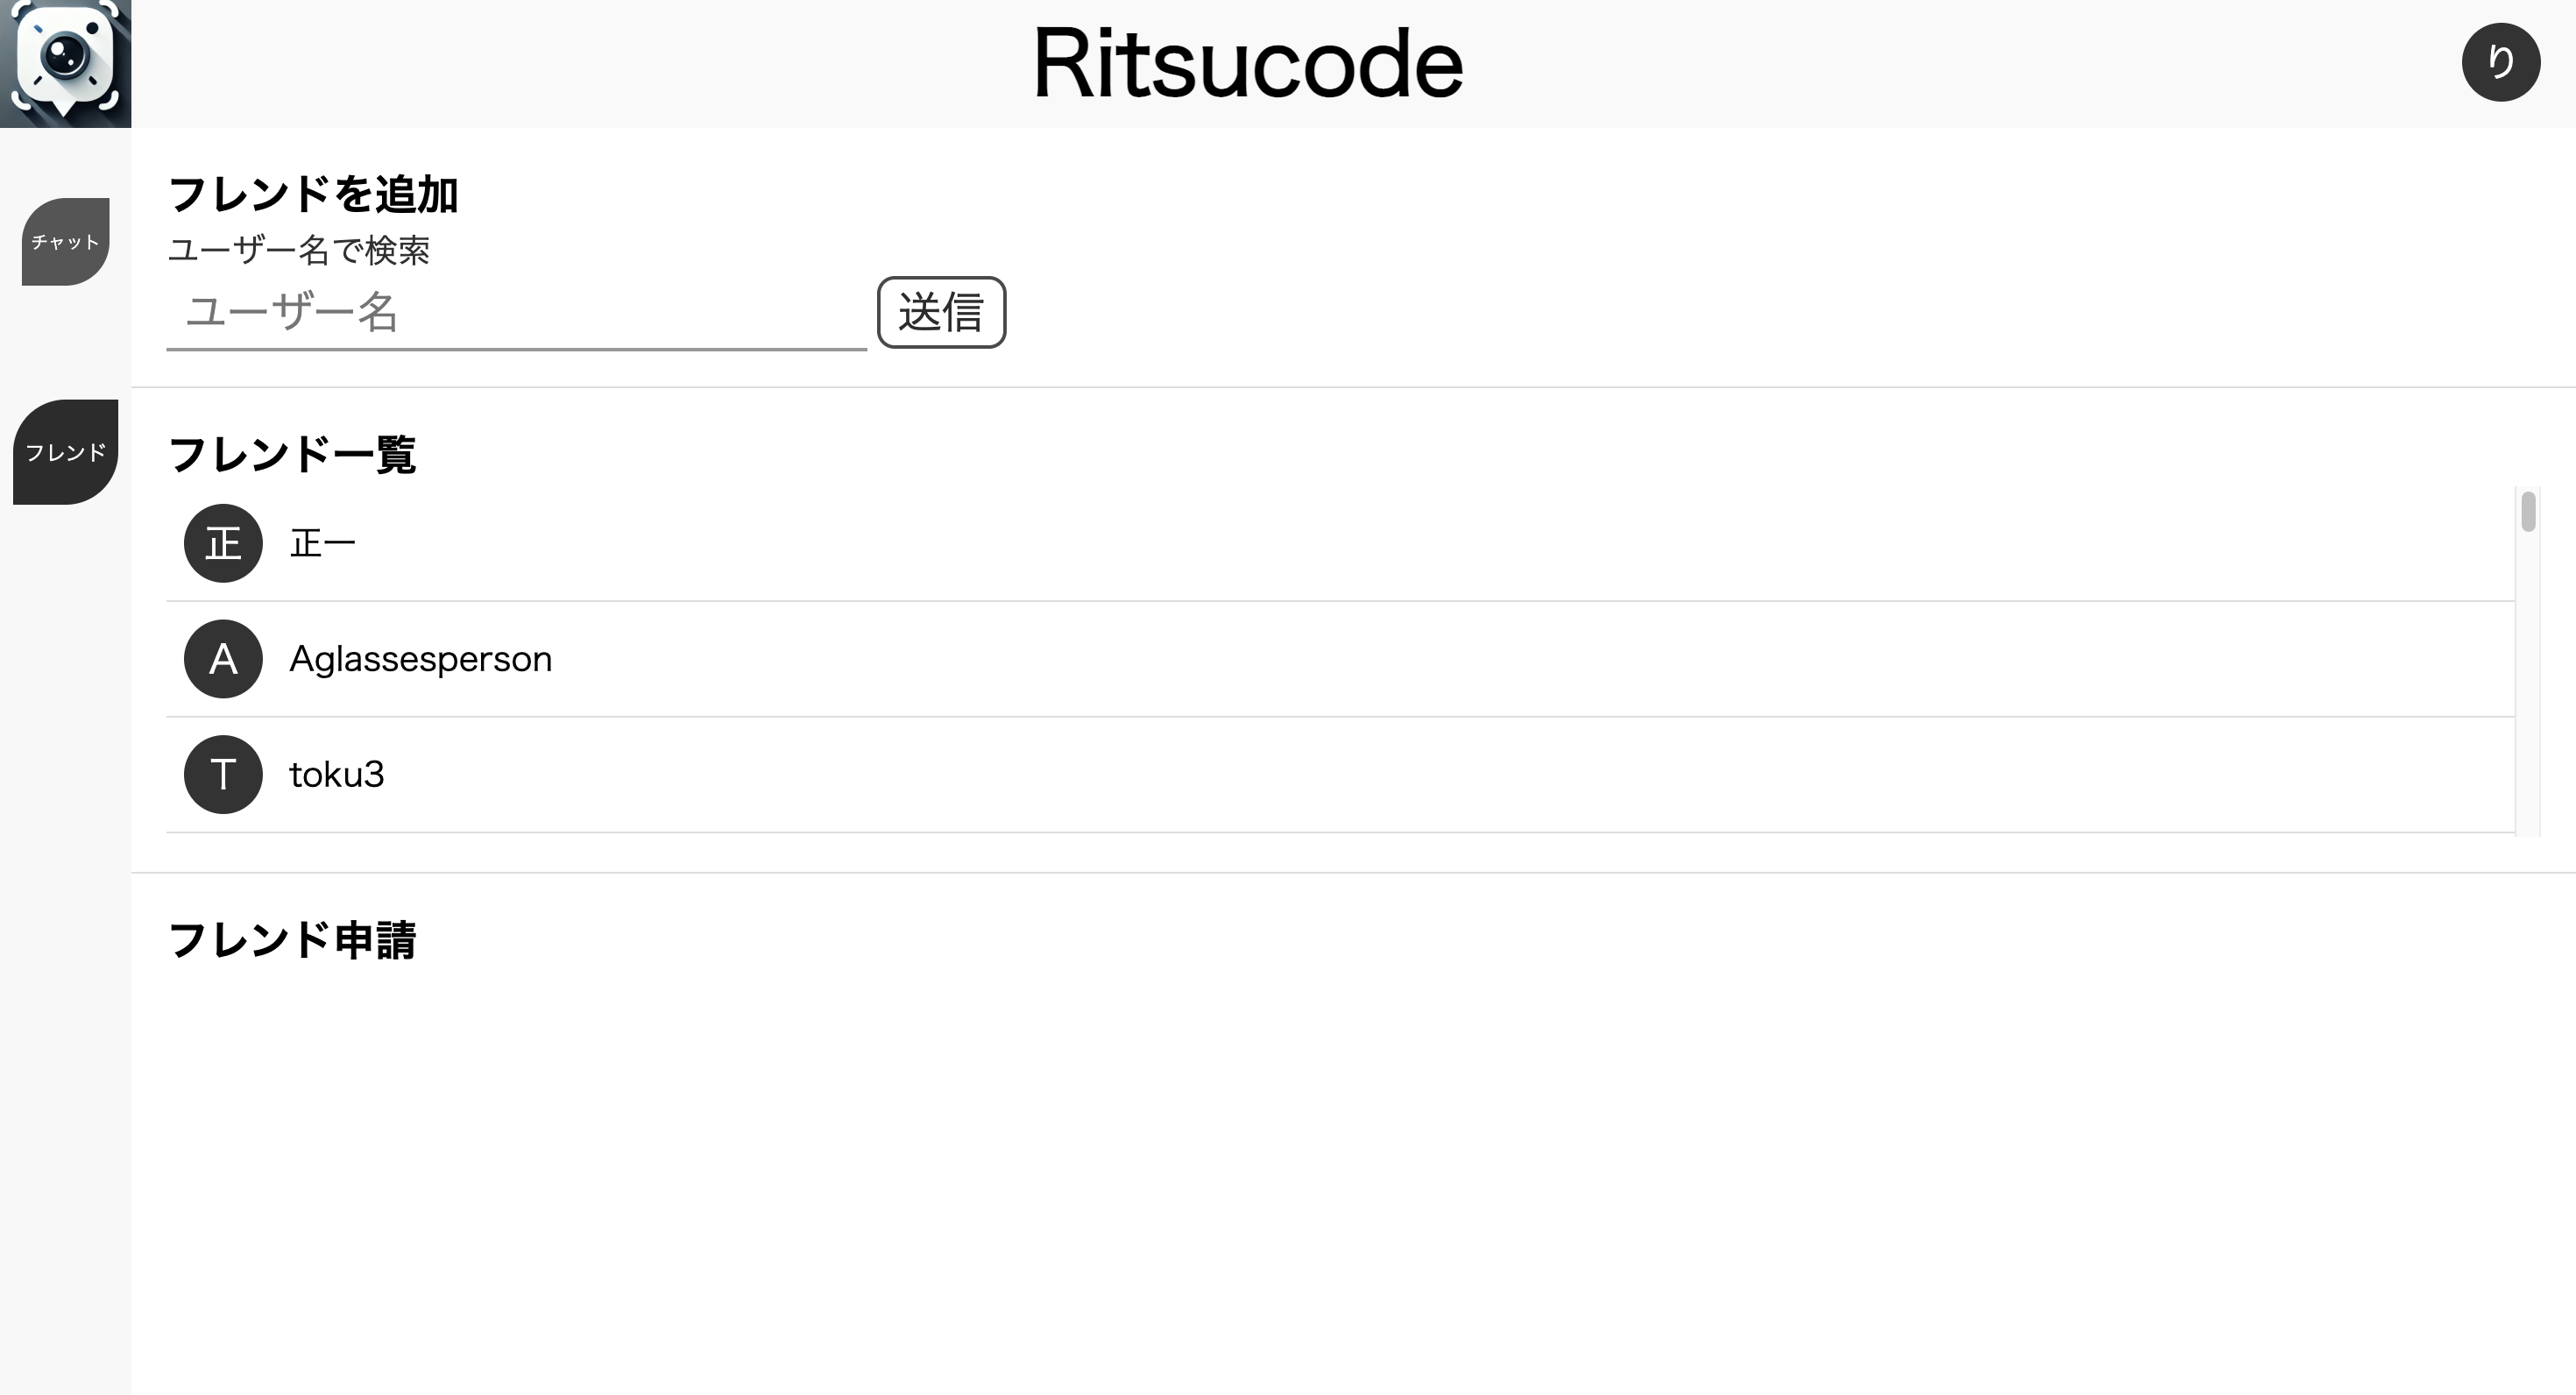 Ritsucode
り
チャット
フレンド
フレンドを追加
ユーザー名で検索
ユーザー名
送信
フレンド一覧
正
正一
A
Aglassesperson
T
toku3
フレンド申請